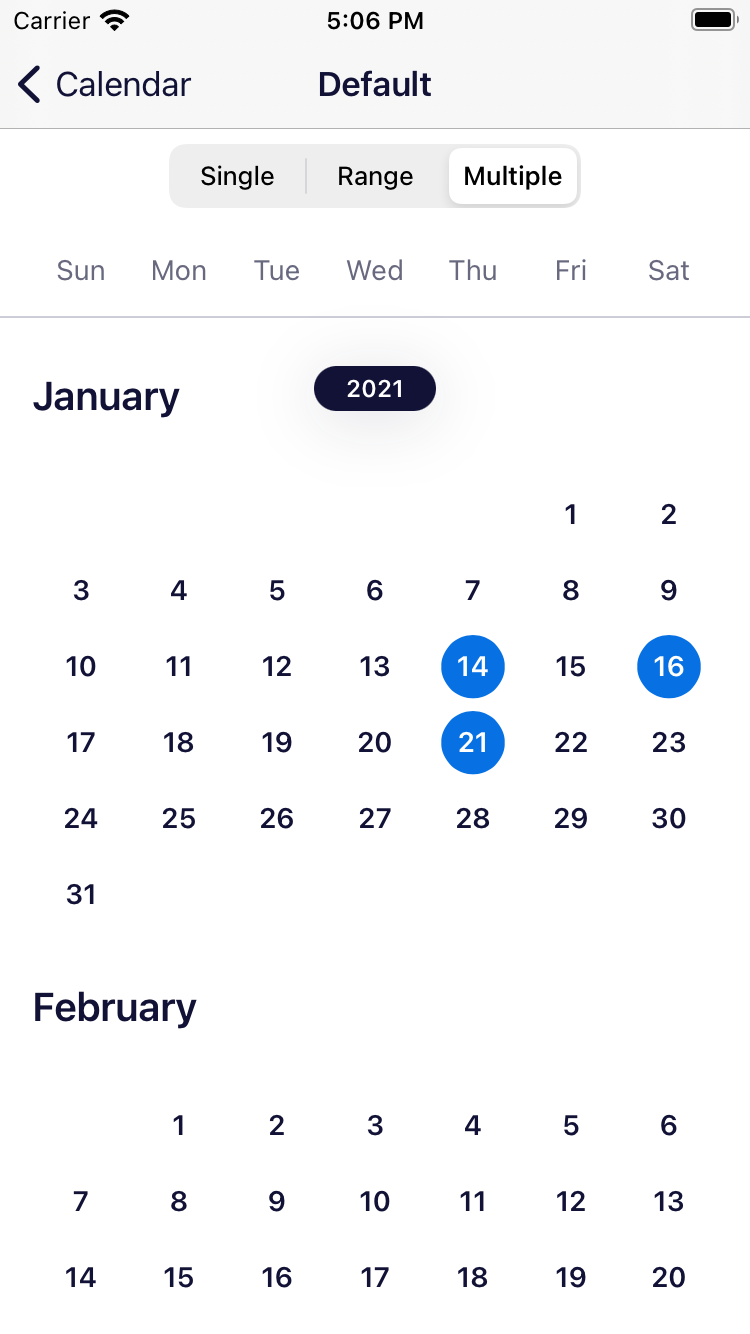 Carrier 5:06 PM
Calendar Default
Single Range Multiple
Sun Mon Tue Wed Thu Fri Sat
January 2021
1 2
3 4 5 6 7 8 9
10 11 12 13 14 15 16
17 18 19 20 21 22 23
24 25 26 27 28 29 30
31
February
1 2 3 4 5 6
7 8 9 10 11 12 13
14 15 16 17 18 19 20